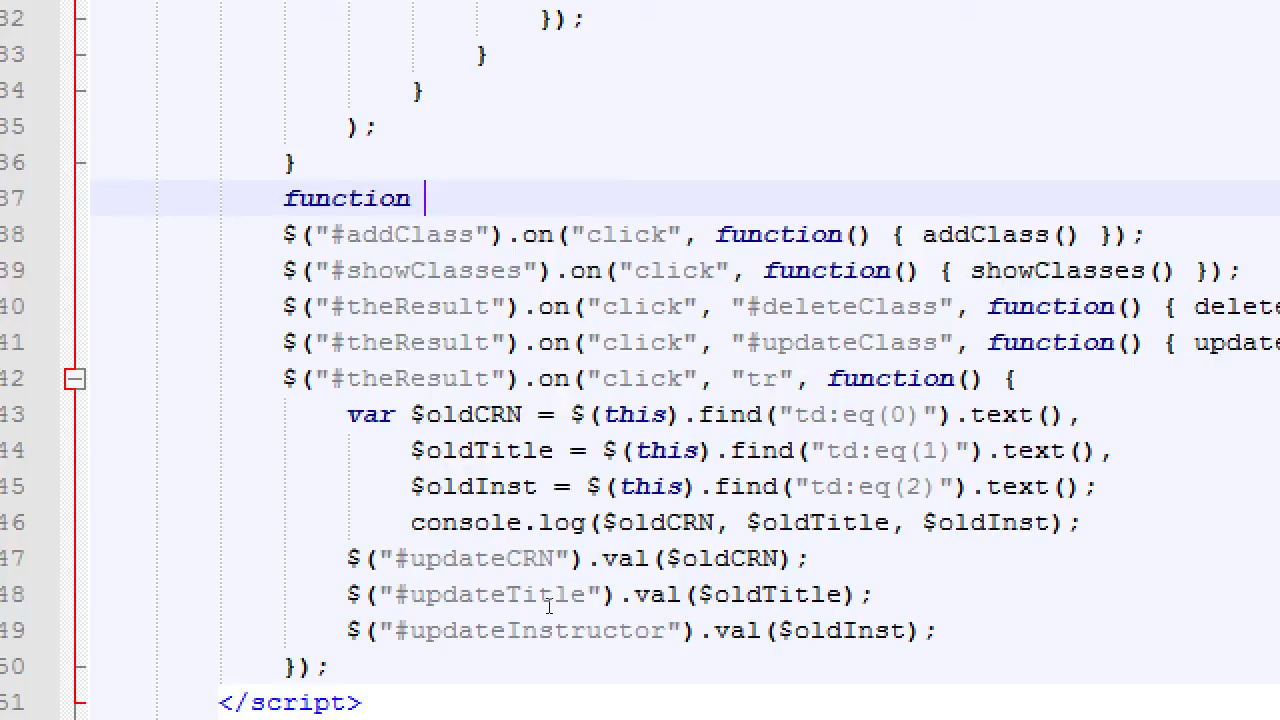 32 });
33 }
34 }
35 );
36 }
37 function
38 $("#addClass").on("click", function() { addClass() });
39 $("#showClasses").on("click", function() { showClasses() });
40 $("#theResult").on("click", "#deleteClass", function() { delete
41 $("#theResult").on("click", "#updateClass", function() { update
42 $("#theResult").on("click", "tr", function() {
43 var $oldCRN = $(this).find("td:eq(0)").text(),
44 $oldTitle = $(this).find("td:eq(1)").text(),
45 $oldInst = $(this).find("td:eq(2)").text();
46 console.log($oldCRN, $oldTitle, $oldInst);
47 $("#updateCRN").val($oldCRN);
48 $("#updateTitle").val($oldTitle);
49 $("#updateInstructor").val($oldInst);
50 });
51 </script>